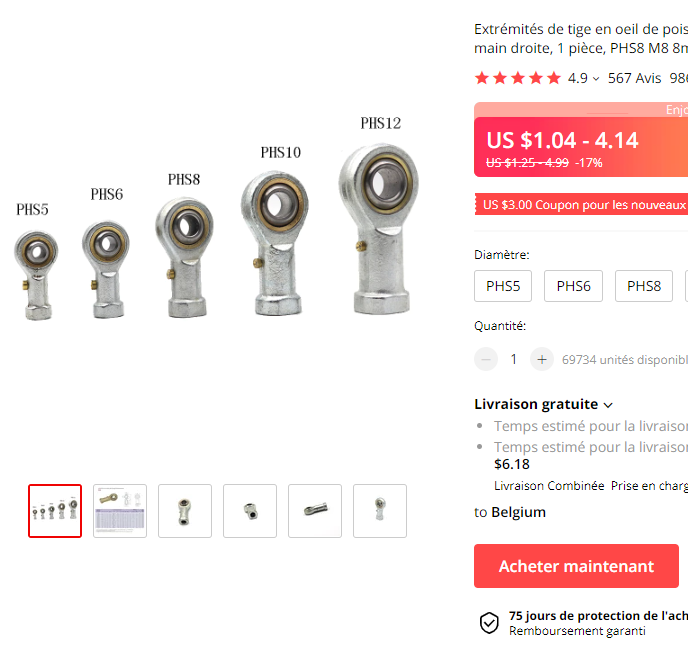 Extrémités de tige en oeil de pois
main droite, 1 pièce, PHS8 M8 8m
4.9 567 Avis 986
Enjo
US $1.04 - 4.14
US $1.25 - 4.99 -17%
US $3.00 Coupon pour les nouveaux
PHS5
PHS6
PHS8
PHS10
PHS12
Diamètre:
PHS5 PHS6 PHS8
Quantité:
1 69734 unités disponibl
Livraison gratuite
Temps estimé pour la livraison
Temps estimé pour la livraison
$6.18
Livraison Combinée Prise en charg
to Belgium
Acheter maintenant
75 jours de protection de l'ach
Remboursement garanti